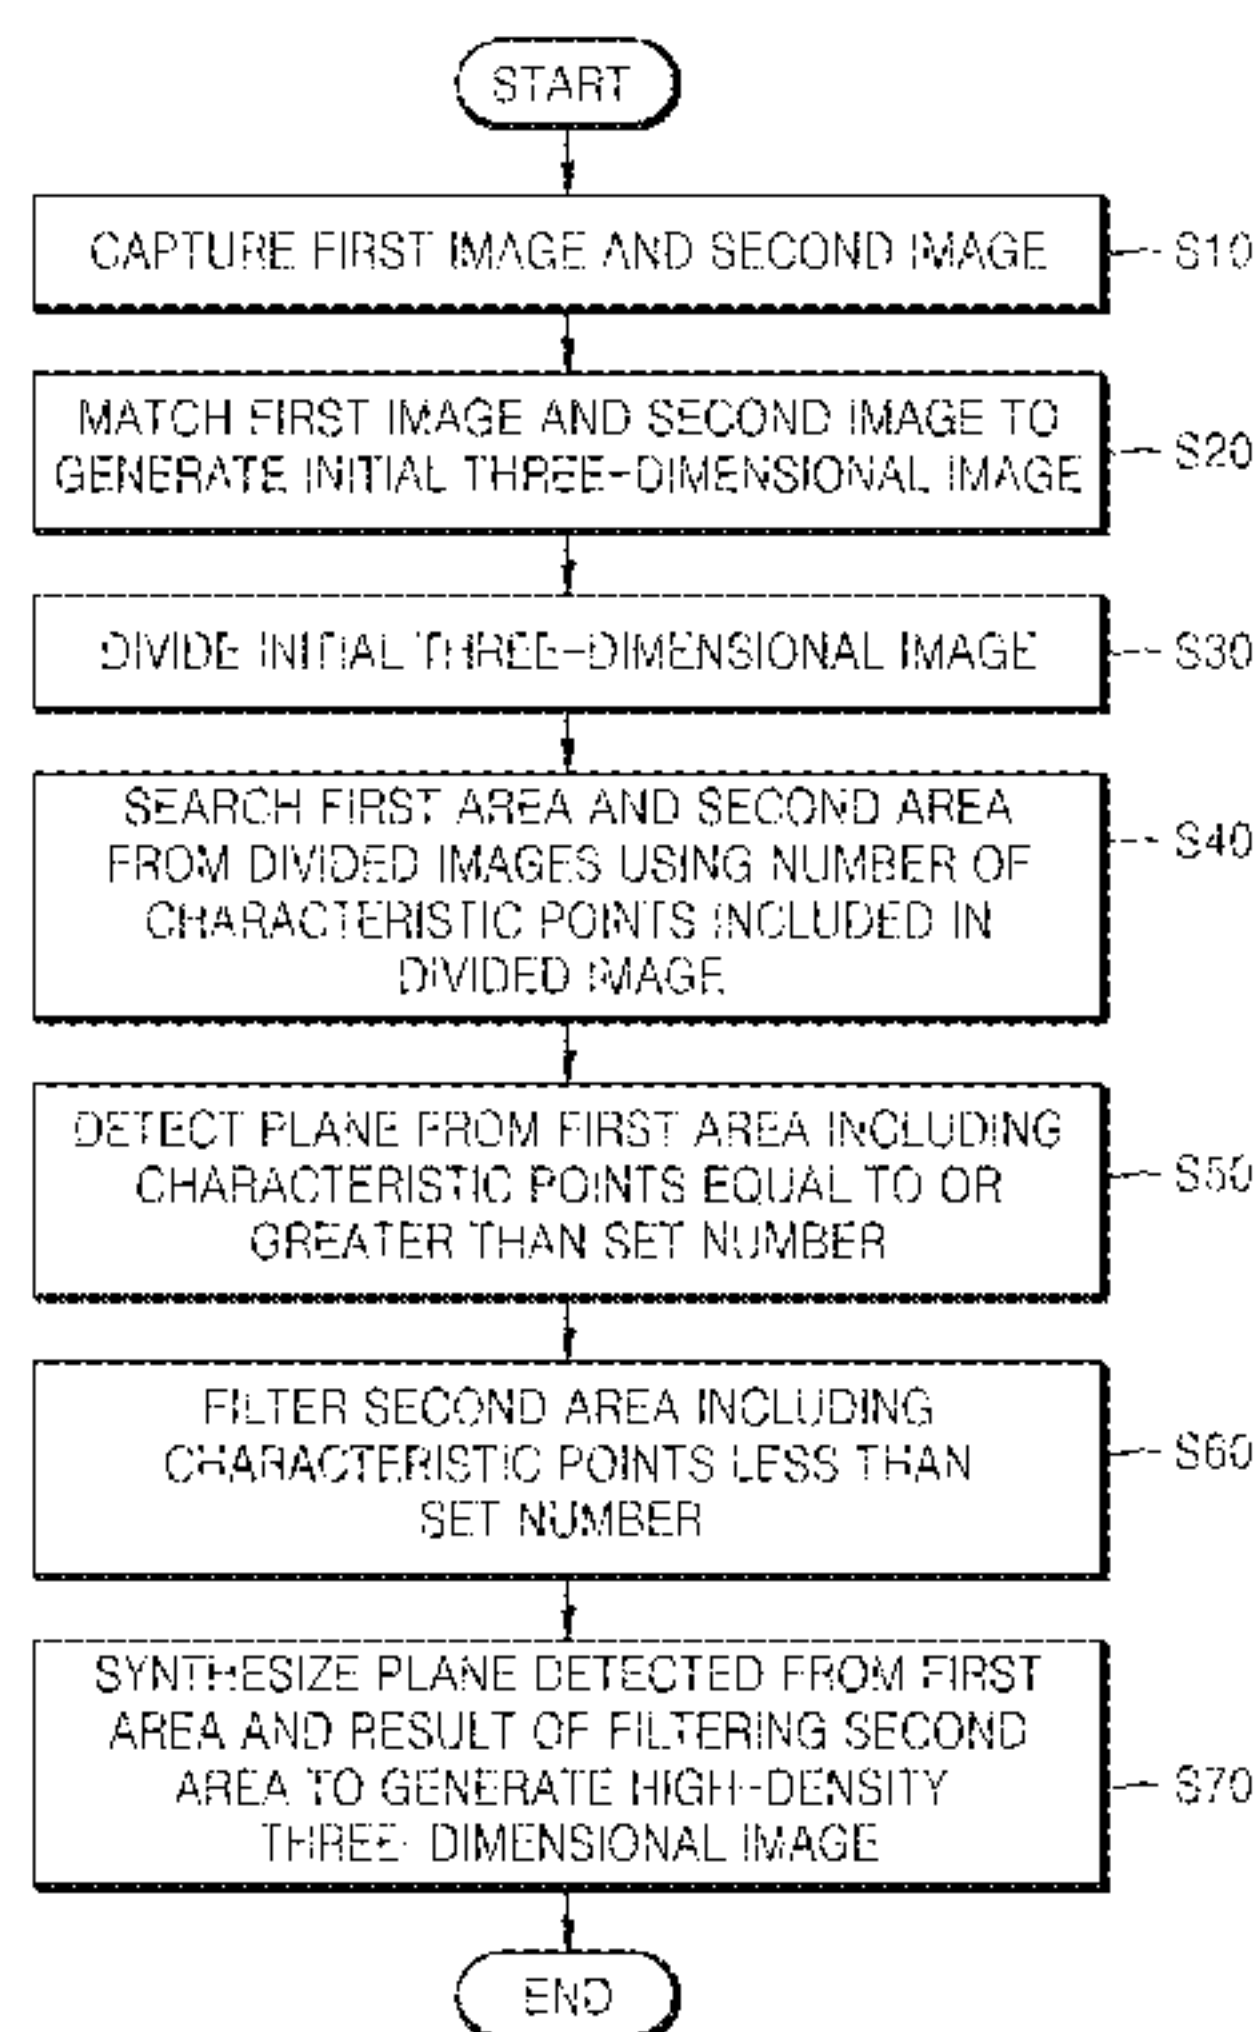 START
CAPTURE FIRST IMAGE AND SECOND IMAGE
S10
MATCH FIRST IMAGE AND SECOND IMAGE TO
GENERATE INITIAL THREE-DIMENSIONAL IMAGE
S20
DIVIDE INITIAL THREE-DIMENSIONAL IMAGE
S30
SEARCH FIRST AREA AND SECOND AREA
FROM DIVIDED IMAGES USING NUMBER OF
CHARACTERISTIC POINTS INCLUDED IN
DIVIDED IMAGE
S40
DETECT PLANE FROM FIRST AREA INCLUDING
CHARACTERISTIC POINTS EQUAL TO OR
GREATER THAN SET NUMBER
S50
FILTER SECOND AREA INCLUDING
CHARACTERISTIC POINTS LESS THAN
SET NUMBER
S60
SYNTHESIZE PLANE DETECTED FROM FIRST
AREA AND RESULT OF FILTERING SECOND
AREA TO GENERATE HIGH-DENSITY
THREE- DIMENSIONAL IMAGE
S70
END